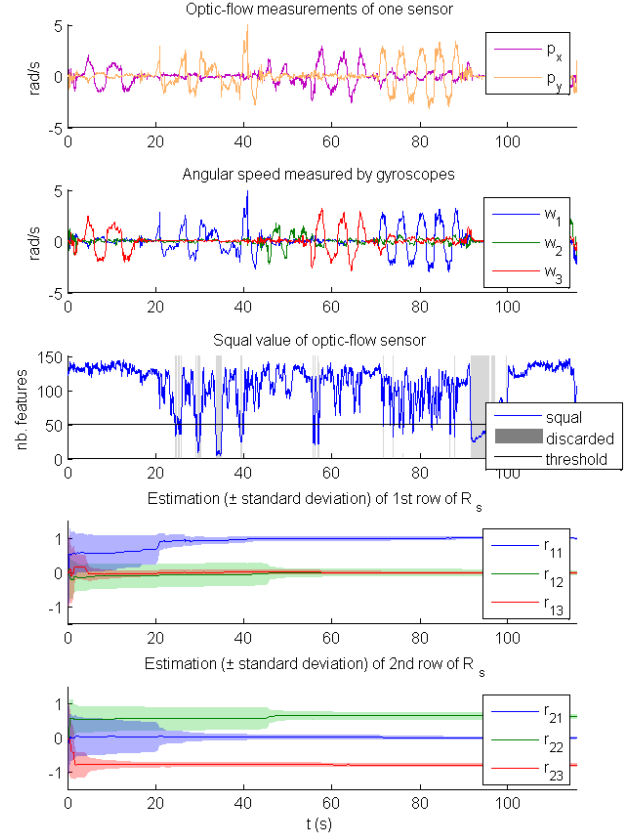 Optic-flow measurements of one sensor
5
0
-5
rad/s
0 20 40 60 80 100
p_x
p_y
Angular speed measured by gyroscopes
5
0
-5
rad/s
0 20 40 60 80 100
w_1
w_2
w_3
Squal value of optic-flow sensor
150
100
50
0
nb. features
0 20 40 60 80 100
squal
discarded
threshold
Estimation (± standard deviation) of 1st row of R_s
1
0
-1
0 20 40 60 80 100
r_11
r_12
r_13
Estimation (± standard deviation) of 2nd row of R_s
1
0
-1
0 20 40 60 80 100
r_21
r_22
r_23
t (s)